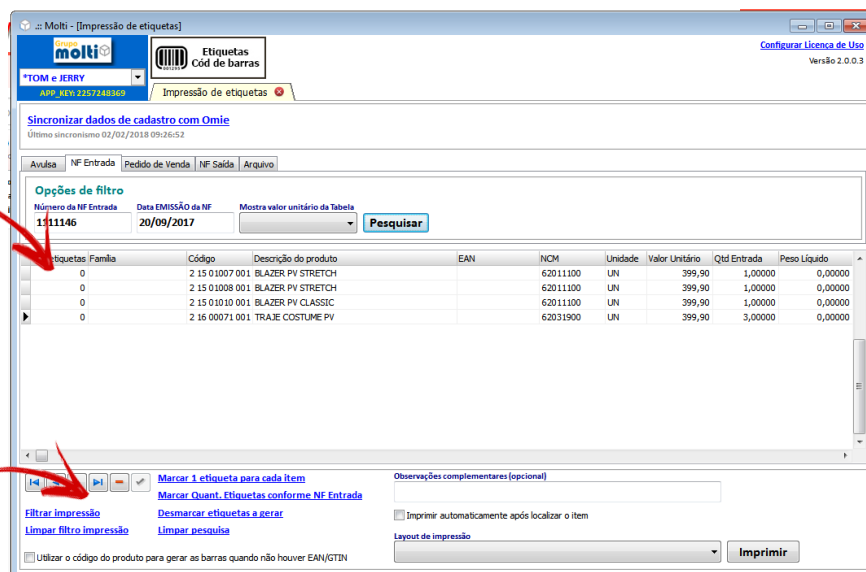 .:: Molti - [Impressão de etiquetas]
Grupo
molti
Etiquetas
Cód de barras
Configurar Licença de Uso
Versão 2.0.0.3
*TOM e JERRY
APP_KEY: 2257248369
Impressão de etiquetas
Sincronizar dados de cadastro com Omie
Último sincronismo 02/02/2018 09:26:52
Avulsa NF Entrada Pedido de Venda NF Saída Arquivo
Opções de filtro
Número da NF Entrada Data EMISSÃO da NF Mostra valor unitário da Tabela
1111146 20/09/2017 Pesquisar
etiquetas Família Código Descrição do produto EAN NCM Unidade Valor Unitário Qtd Entrada Peso Líquido
0 2 15 01007 001 BLAZER PV STRETCH 62011100 UN 399,90 1,00000 0,00000
0 2 15 01008 001 BLAZER PV STRETCH 62011100 UN 399,90 1,00000 0,00000
0 2 15 01010 001 BLAZER PV CLASSIC 62011100 UN 399,90 1,00000 0,00000
0 2 16 00071 001 TRAJE COSTUME PV 62031900 UN 399,90 3,00000 0,00000
Marcar 1 etiqueta para cada item
Observações complementares (opcional)
Marcar Quant. Etiquetas conforme NF Entrada
Filtrar impressão Desmarcar etiquetas a gerar
Imprimir automaticamente após localizar o item
Limpar filtro impressão Limpar pesquisa
Layout de impressão
Utilizar o código do produto para gerar as barras quando não houver EAN/GTIN
Imprimir